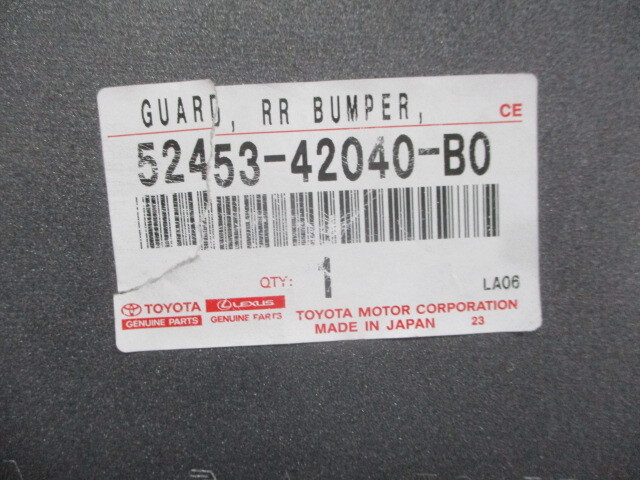 GUARD, RR BUMPER,
CE
52453-42040-B0
QTY: 1
LA06
TOYOTA
GENUINE PARTS
LEXUS
GENUINE PARTS
TOYOTA MOTOR CORPORATION
MADE IN JAPAN 23